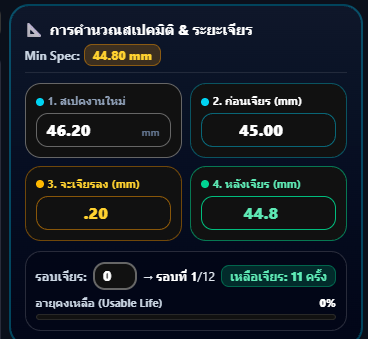 📐 การคำนวณสเปคมิติ & ระยะเจียร
Min Spec: 44.80 mm
1. สเปคงานใหม่
46.20 mm
2. ก่อนเจียร (mm)
45.00
3. จะเจียรลง (mm)
.20
4. หลังเจียร (mm)
44.8
รอบเจียร: 0 → รอบที่ 1/12 เหลือเจียร: 11 ครั้ง
อายุคงเหลือ (Usable Life) 0%